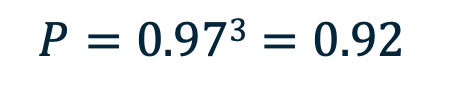 P = 0.97³ = 0.92